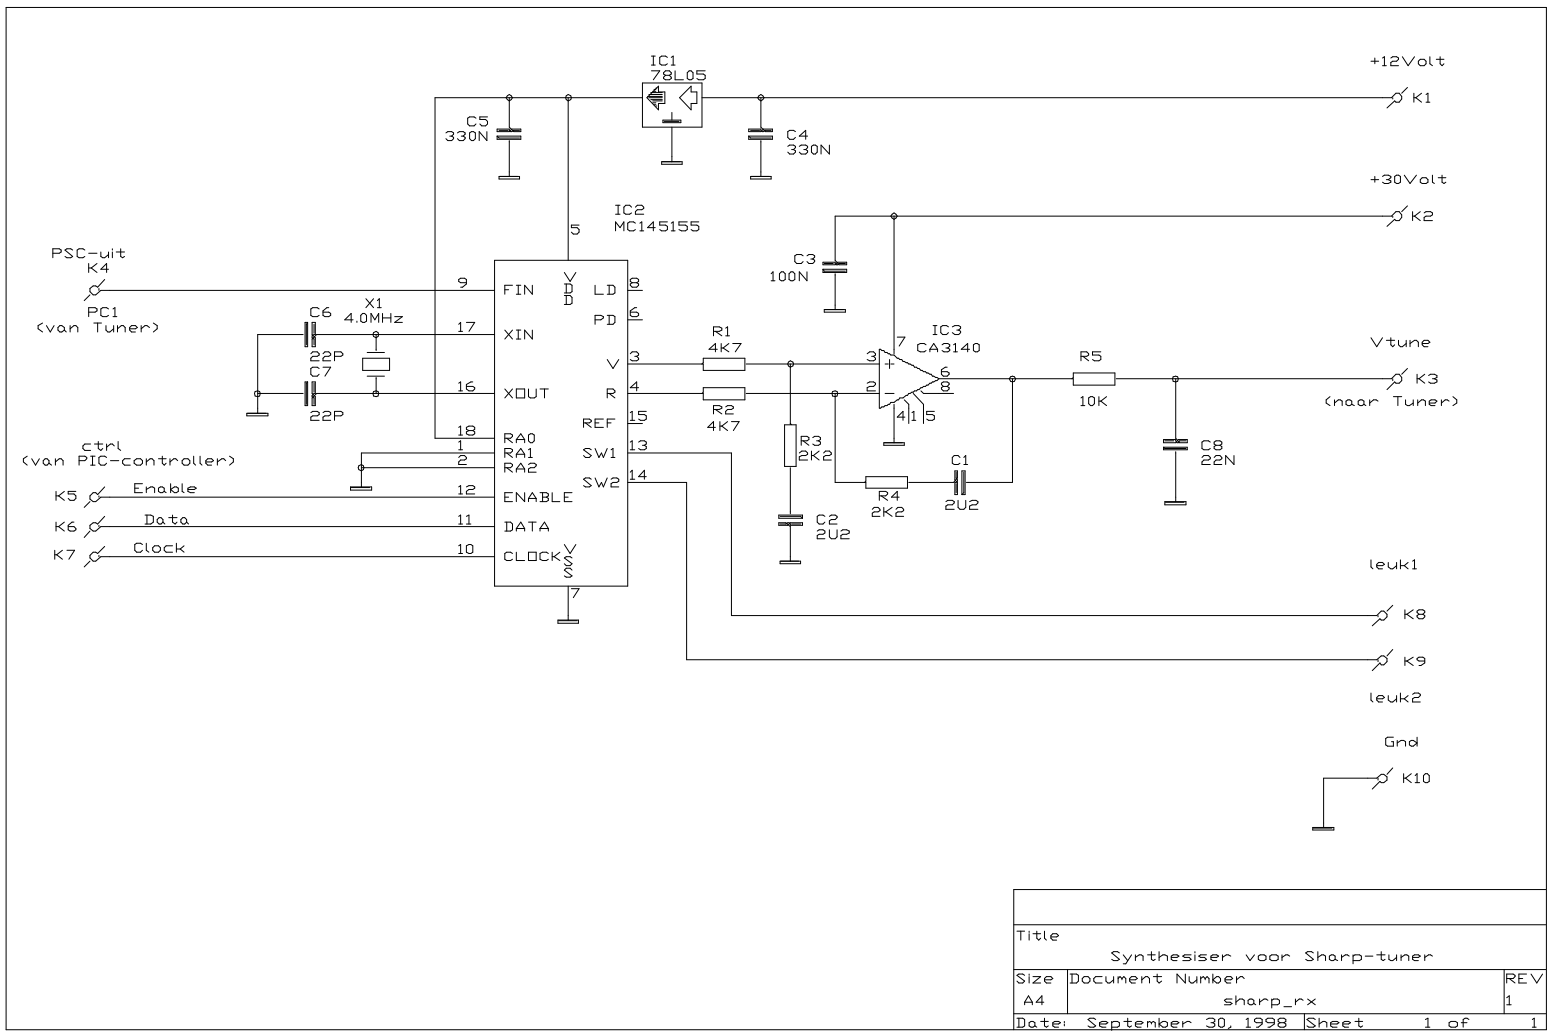 IC1
78L05
+12Volt
K1
C5
330N
C4
330N
+30Volt
K2
IC2
MC145155
5
PSC-uit
K4
PC1
(van Tuner)
C3
100N
9
FIN
VDD
LD
8
PD
6
C6
22P
X1
4.0MHz
17
XIN
V
3
R1
4K7
IC3
CA3140
7
3
+
2
-
6
8
4
1
5
Vtune
K3
(naar Tuner)
R5
10K
C7
22P
16
XOUT
R
4
R2
4K7
REF
15
18
RA0
1
RA1
2
RA2
SW1
13
SW2
14
R3
2K2
C1
2U2
R4
2K2
C8
22N
ctrl
(van PIC-controller)
K5
Enable
12
ENABLE
K6
Data
11
DATA
K7
Clock
10
CLOCK
VSS
7
C2
2U2
leuk1
K8
K9
leuk2
Gnd
K10
Title
Synthesiser voor Sharp-tuner
Size
Document Number
REV
A4
sharp_rx
1
Date: September 30, 1998
Sheet 1 of 1